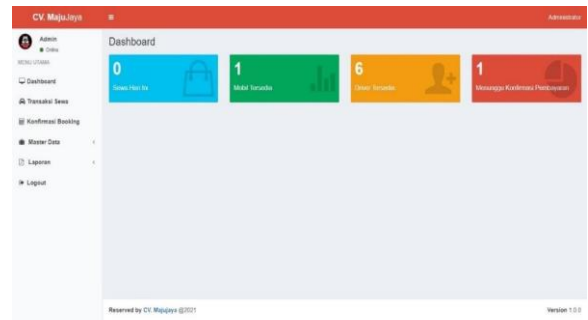 CV. MajuJaya
Administrator
Admin
Online
MENU UTAMA
Dashboard
Transaksi Sewa
Konfirmasi Booking
Master Data
Laporan
Logout
Dashboard
0
Sewa Hari Ini
1
Mobil Tersedia
6
Driver Tersedia
1
Menunggu Konfirmasi Pembayaran
Reserved by CV. Majujaya @2021
Version 1.0.0